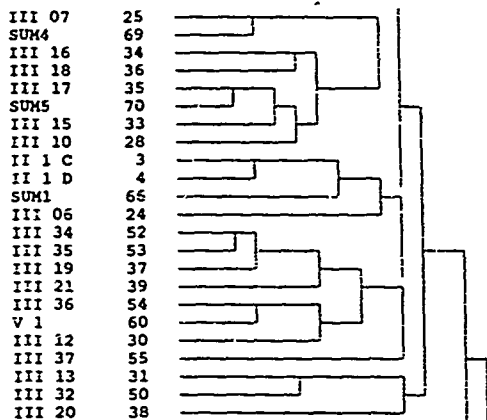 III 07 25
SUM4 69
III 16 34
III 18 36
III 17 35
SUM5 70
III 15 33
III 10 28
II 1 C 3
II 1 D 4
SUM1 66
III 06 24
III 34 52
III 35 53
III 19 37
III 21 39
III 36 54
V 1 60
III 12 30
III 37 55
III 13 31
III 32 50
III 20 38